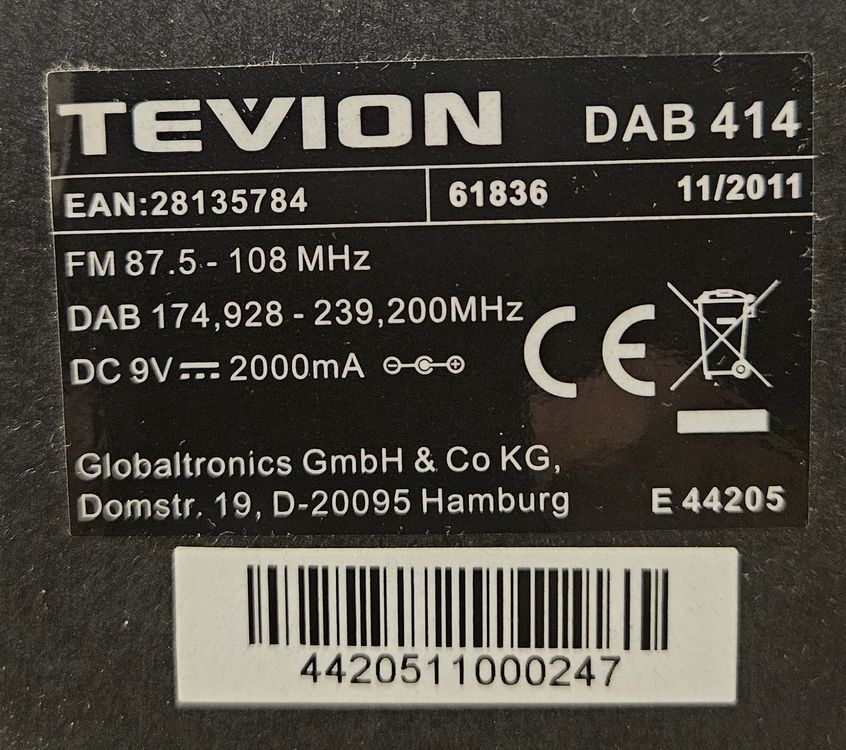 TEVION DAB 414
EAN:28135784 61836 11/2011
FM 87.5 - 108 MHz
DAB 174,928 - 239,200MHz
DC 9V⎓ 2000mA
CE
Globaltronics GmbH & Co KG,
Domstr. 19, D-20095 Hamburg E 44205
4420511000247